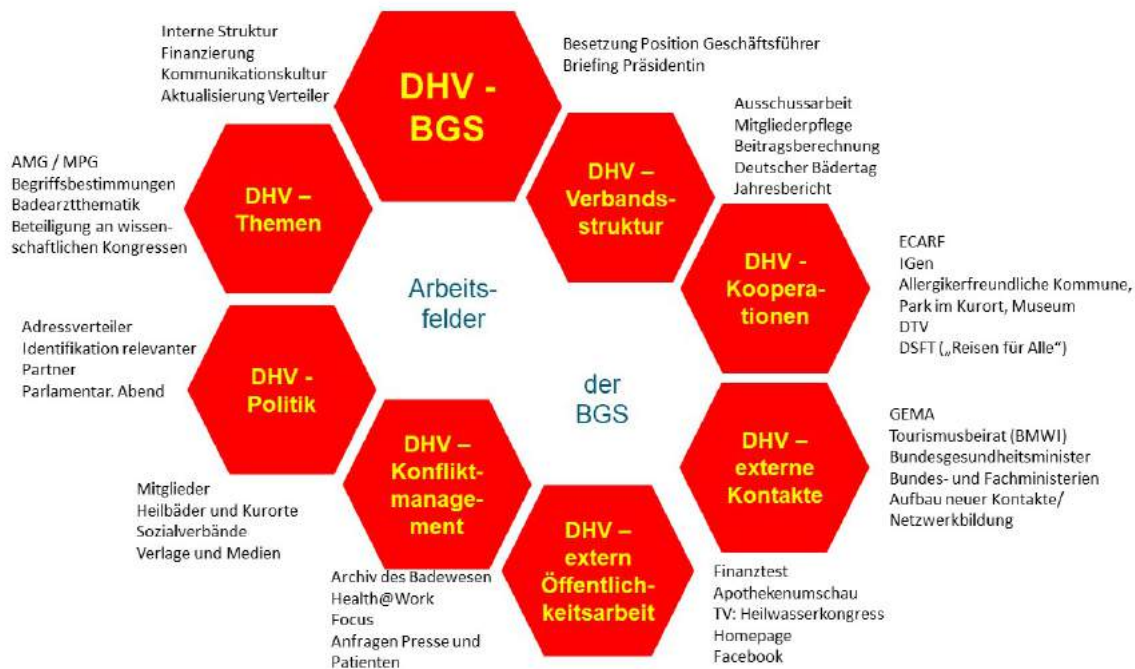 Interne Struktur
Finanzierung
Kommunikationskultur
Aktualisierung Verteiler
DHV -
BGS
Besetzung Position Geschäftsführer
Briefing Präsidentin
AMG / MPG
Begriffsbestimmungen
Badearztthematik
Beteiligung an wissen-
schaftlichen Kongressen
DHV –
Themen
DHV –
Verbands-
struktur
Ausschussarbeit
Mitgliederpflege
Beitragsberechnung
Deutscher Bädertag
Jahresbericht
Arbeits-
felder
DHV -
Koopera-
tionen
ECARF
IGen
Allergikerfreundliche Kommune,
Park im Kurort, Museum
DTV
DSFT („Reisen für Alle“)
Adressverteiler
Identifikation relevanter
Partner
Parlamentar. Abend
DHV -
Politik
der
BGS
DHV –
externe
Kontakte
GEMA
Tourismusbeirat (BMWI)
Bundesgesundheitsminister
Bundes- und Fachministerien
Aufbau neuer Kontakte/
Netzwerkbildung
Mitglieder
Heilbäder und Kurorte
Sozialverbände
Verlage und Medien
DHV –
Konflikt-
manage-
ment
DHV –
extern
Öffentlich-
keitsarbeit
Archiv des Badewesen
Health@Work
Focus
Anfragen Presse und
Patienten
Finanztest
Apothekenumschau
TV: Heilwasserkongress
Homepage
Facebook